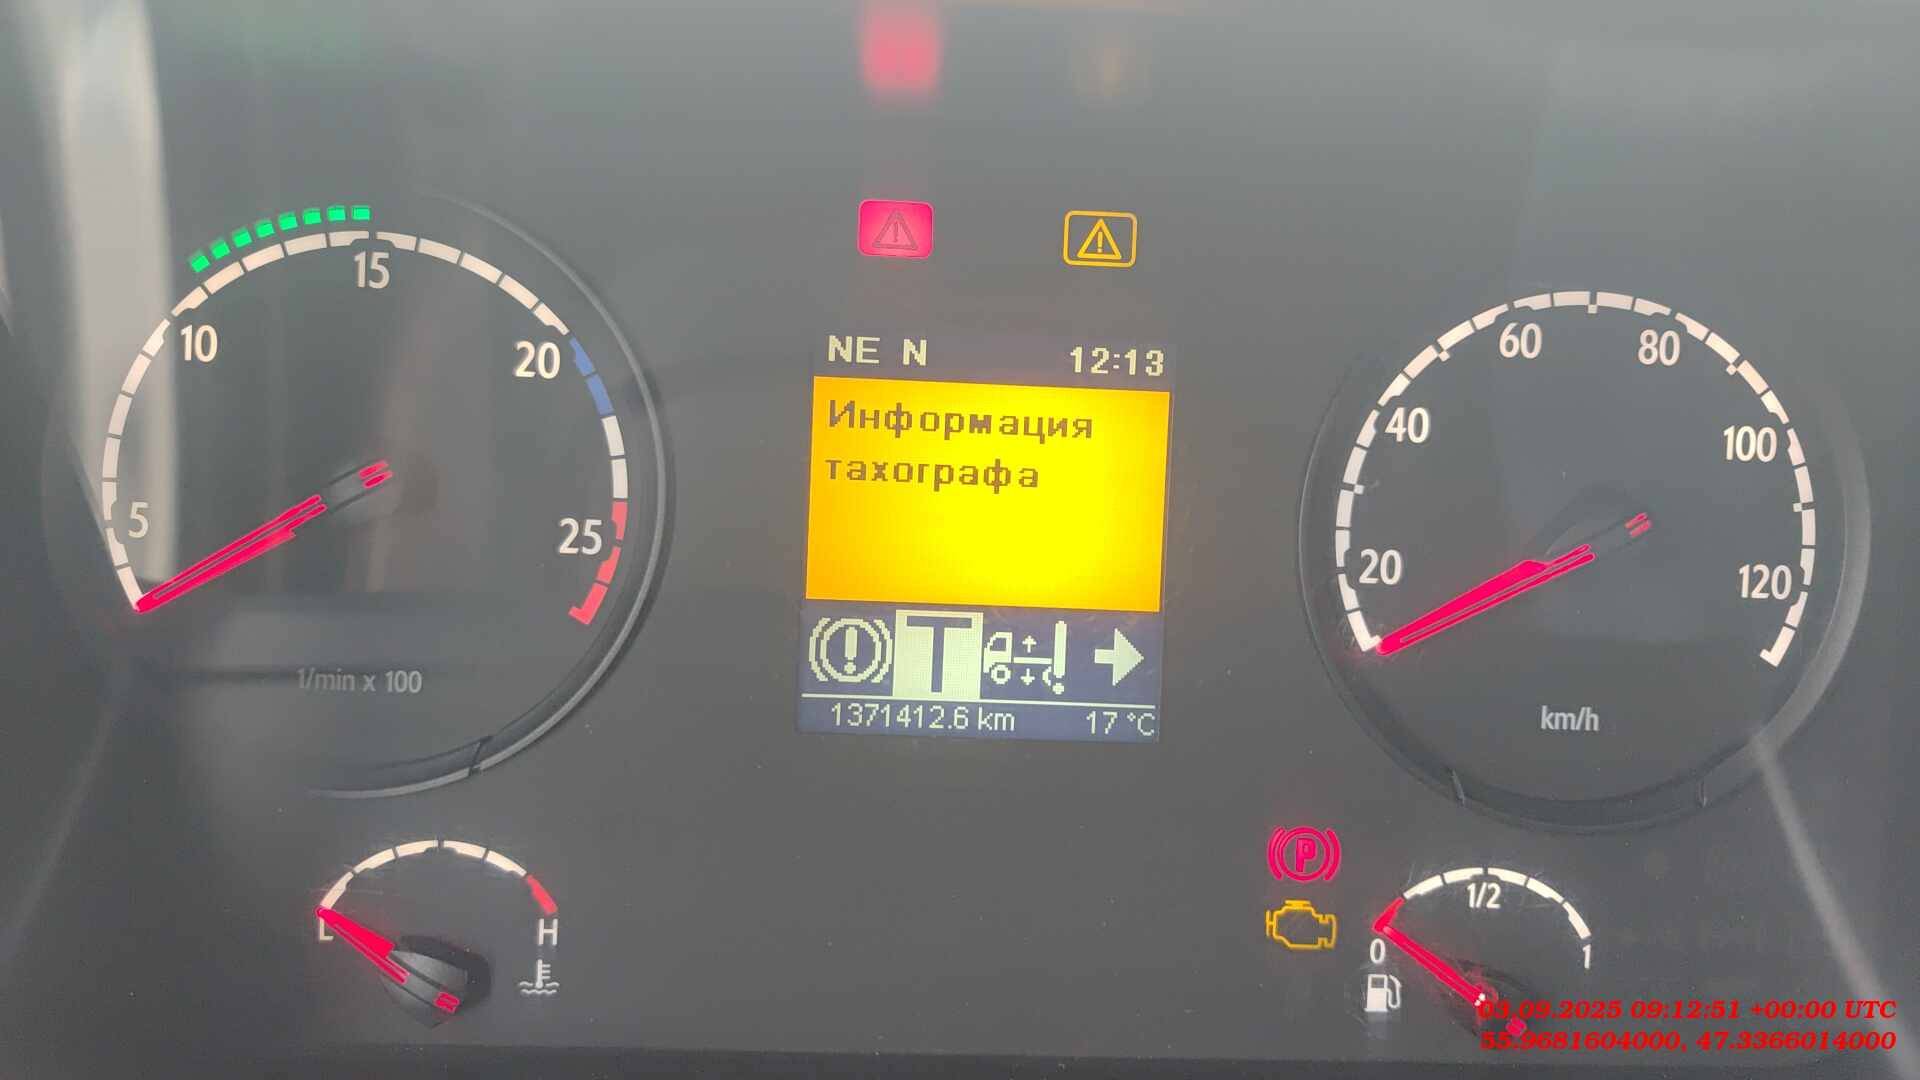 NE N 12:13
Информация
тахографа
T
1371412.6 km 17 °C
5
10
15
20
25
1/min x 100
20
40
60
80
100
120
km/h
L H
P
0 1/2 1
03.09.2025 09:12:51 +00:00 UTC
55.9681604000, 47.3366014000